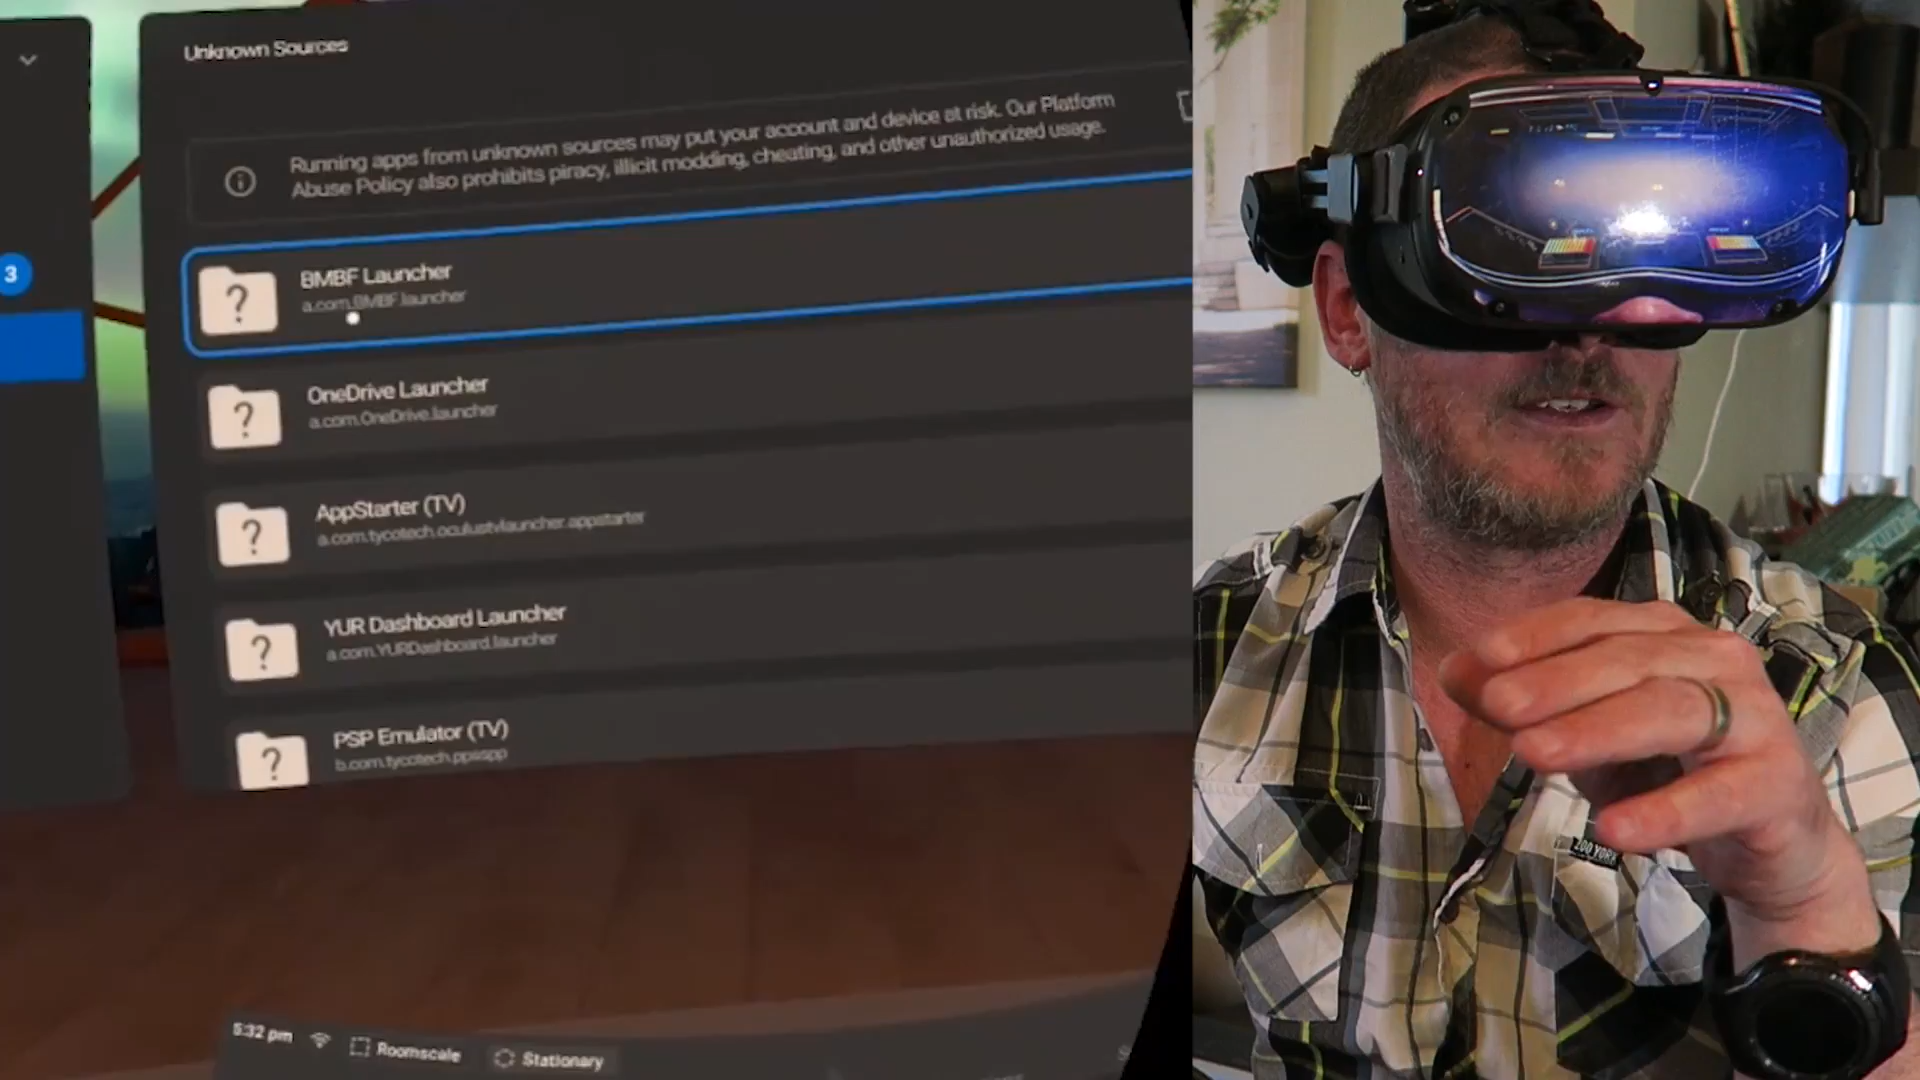 Unknown Sources
Running apps from unknown sources may put your account and device at risk. Our Platform
Abuse Policy also prohibits piracy, illicit modding, cheating, and other unauthorized usage.
3
BMBF Launcher
a.com.BMBF.launcher
OneDrive Launcher
a.com.OneDrive.launcher
AppStarter (TV)
a.com.tycotech.oculustvlauncher.appstarter
YUR Dashboard Launcher
a.com.YURDashboard.launcher
PSP Emulator (TV)
b.com.tycotech.ppsspp
5:32 pm
Roomscale
Stationary
ZOO YORK